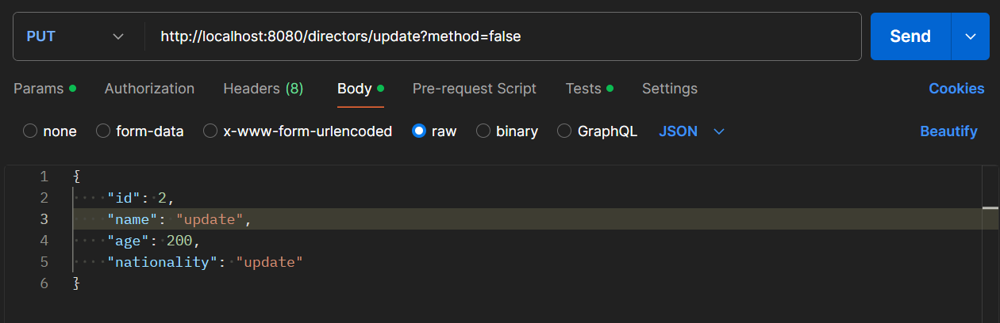 PUT http://localhost:8080/directors/update?method=false Send
Params Authorization Headers (8) Body Pre-request Script Tests Settings Cookies
none form-data x-www-form-urlencoded raw binary GraphQL JSON Beautify
1 {
2 "id": 2,
3 "name": "update",
4 "age": 200,
5 "nationality": "update"
6 }